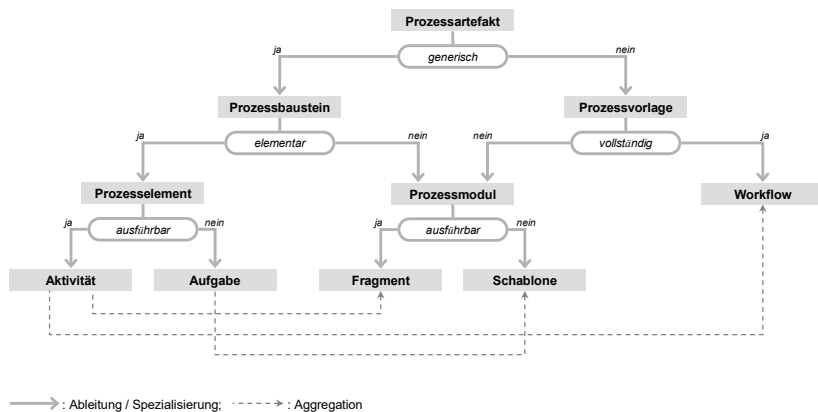 Prozessartefakt
ja
generisch
nein
Prozessbaustein
Prozessvorlage
ja
elementar
nein
nein
vollständig
ja
Prozesselement
Prozessmodul
Workflow
ja
ausführbar
nein
ja
ausführbar
nein
Aktivität
Aufgabe
Fragment
Schablone
: Ableitung / Spezialisierung; : Aggregation